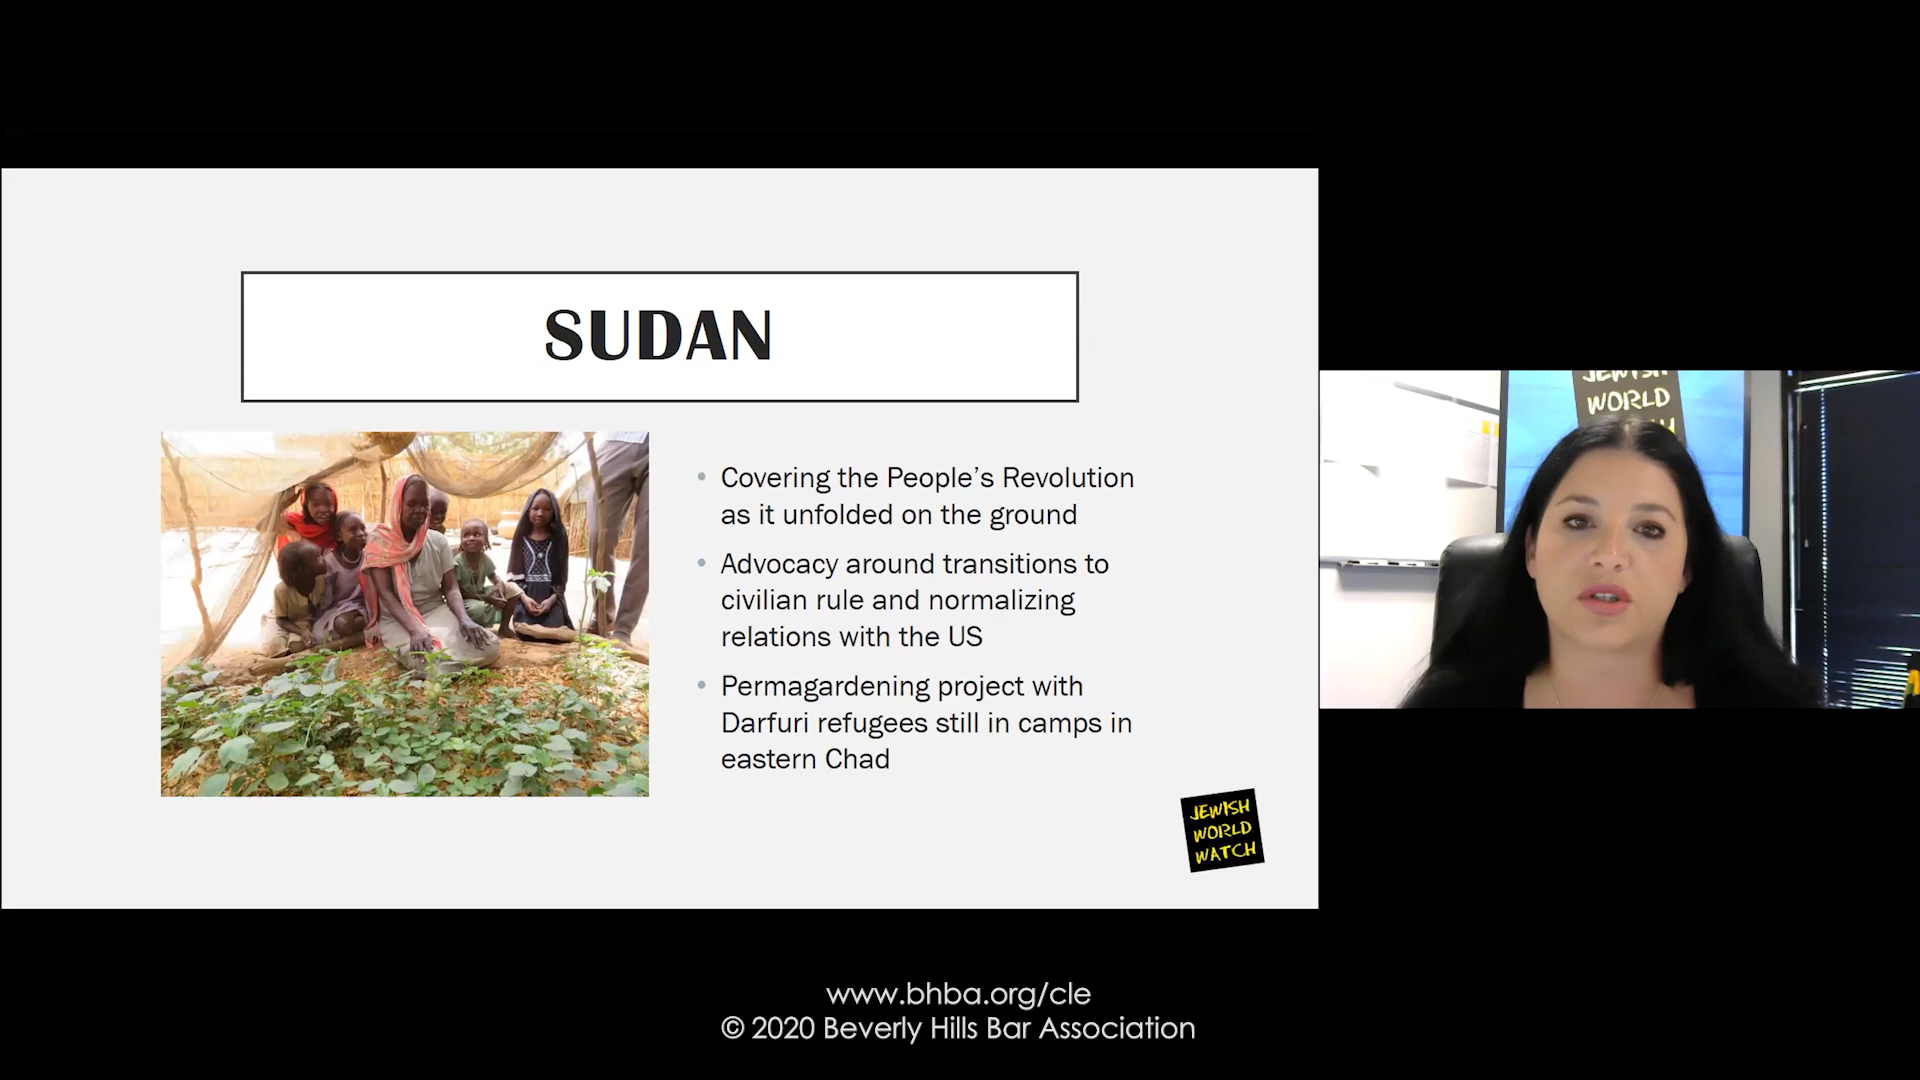 SUDAN
• Covering the People’s Revolution
as it unfolded on the ground
• Advocacy around transitions to
civilian rule and normalizing
relations with the US
• Permagardening project with
Darfuri refugees still in camps in
eastern Chad
JEWISH
WORLD
WATCH
JEWISH
WORLD
www.bhba.org/cle
© 2020 Beverly Hills Bar Association